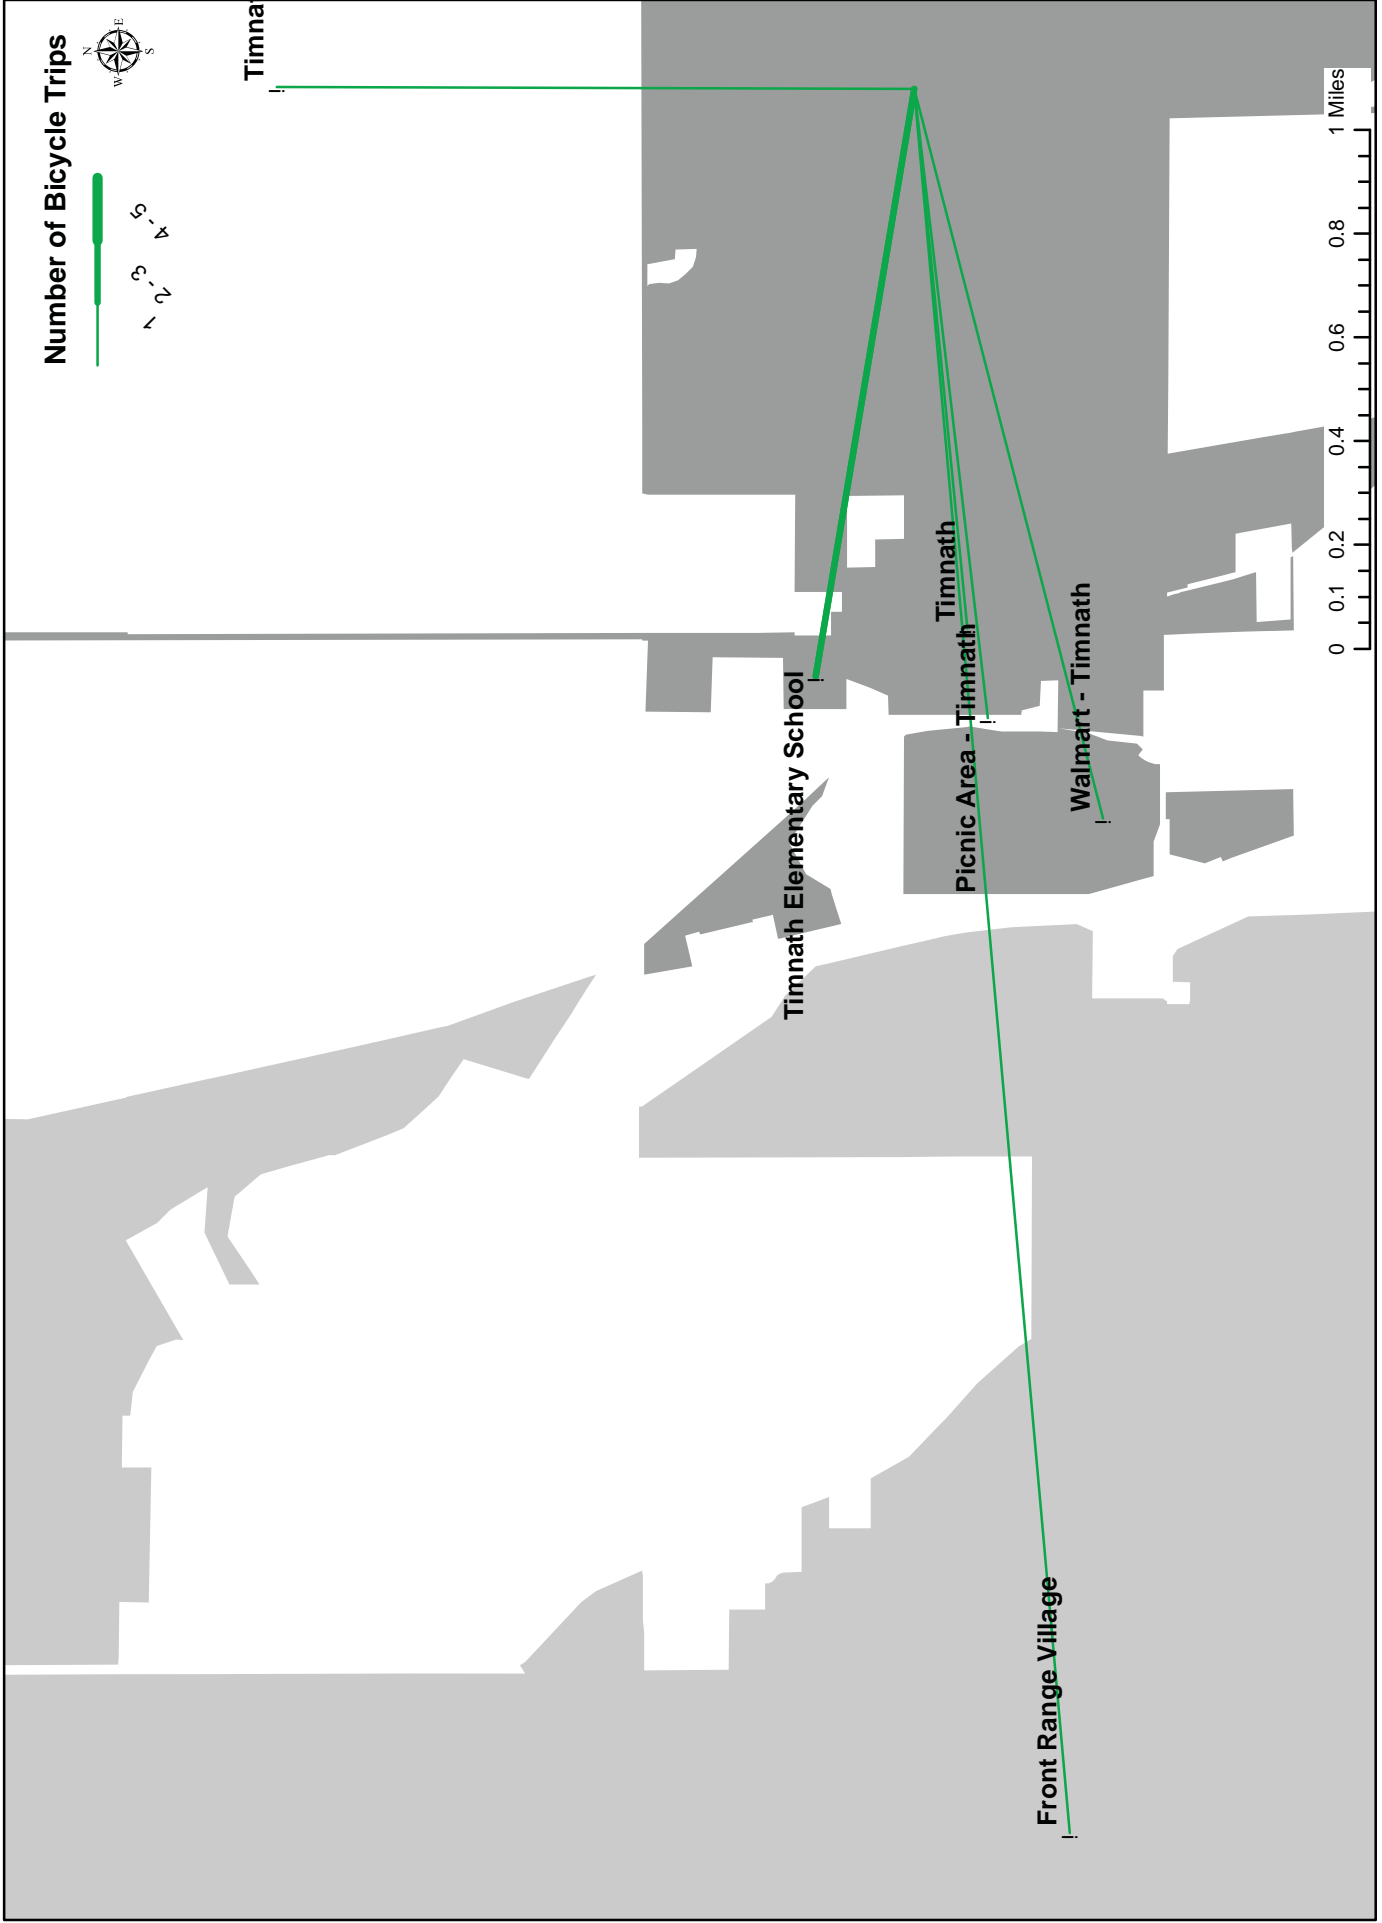 Number of Bicycle Trips
1
2 - 3
4 - 5
N
E
S
W
Timna
Timnath Elementary School
Timnath
Picnic Area - Timnath
Walmart - Timnath
Front Range Village
0 0.1 0.2 0.4 0.6 0.8 1 Miles